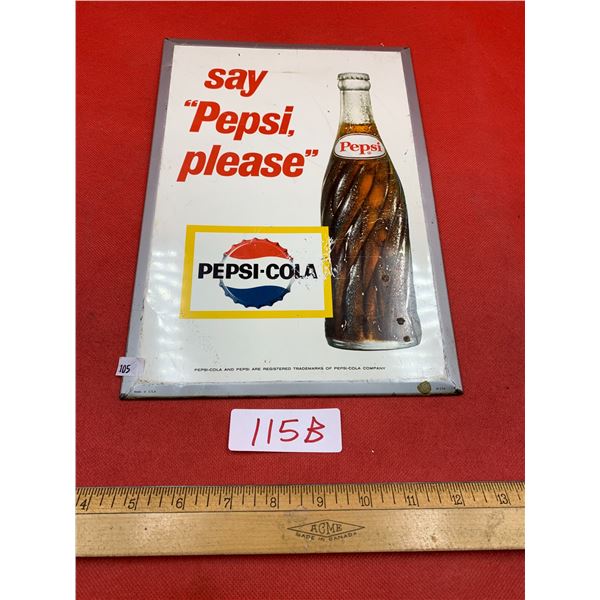 say
"Pepsi,
please"
Pepsi
PEPSI-COLA
PEPSI-COLA AND PEPSI ARE REGISTERED TRADEMARKS OF PEPSI-COLA COMPANY
105
115B
4 5 6 7 8 9 10 11 12 13
ACME
MADE IN CANADA